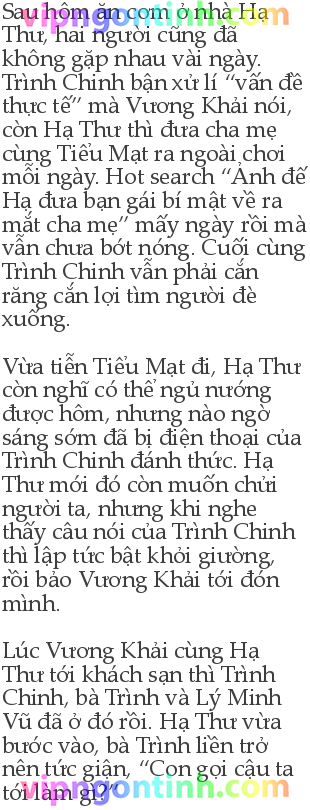 Sau hôm ăn cơm ở nhà Hạ
vipngontinh.com
Thư, hai người cũng đã
không gặp nhau vài ngày.
Trình Chinh bận xử lí “vấn đề
thực tế” mà Vương Khải nói,
còn Hạ Thư thì đưa cha mẹ
cùng Tiểu Mạt ra ngoài chơi
mỗi ngày. Hot search “Ảnh đế
Hạ đưa bạn gái bí mật về ra
mắt cha mẹ” mấy ngày rồi mà
vẫn chưa bớt nóng. Cuối cùng
Trình Chinh vẫn phải cắn
răng cắn lợi tìm người đè
xuống.
Vừa tiễn Tiểu Mạt đi, Hạ Thư
còn nghĩ có thể ngủ nướng
được hôm, nhưng nào ngờ
sáng sớm đã bị điện thoại của
Trình Chinh đánh thức. Hạ
Thư mới đó còn muốn chửi
người ta, nhưng khi nghe
thấy câu nói của Trình Chinh
thì lập tức bật khỏi giường,
rồi bảo Vương Khải tới đón
mình.
Lúc Vương Khải cùng Hạ
vipngontinh.com
Thư tới khách sạn thì Trình
Chinh, bà Trình và Lý Minh
Vũ đã ở đó rồi. Hạ Thư vừa
bước vào, bà Trình liền trở
nên tức giận, “Con gọi cậu ta
tới làm gì?”
vipngontinh.com